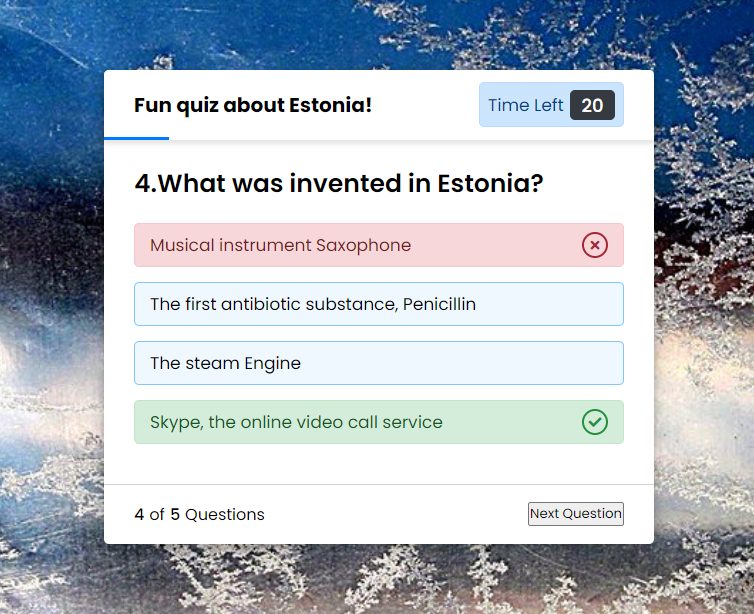 Fun quiz about Estonia!
Time Left 20
4.What was invented in Estonia?
Musical instrument Saxophone
The first antibiotic substance, Penicillin
The steam Engine
Skype, the online video call service
4 of 5 Questions
Next Question